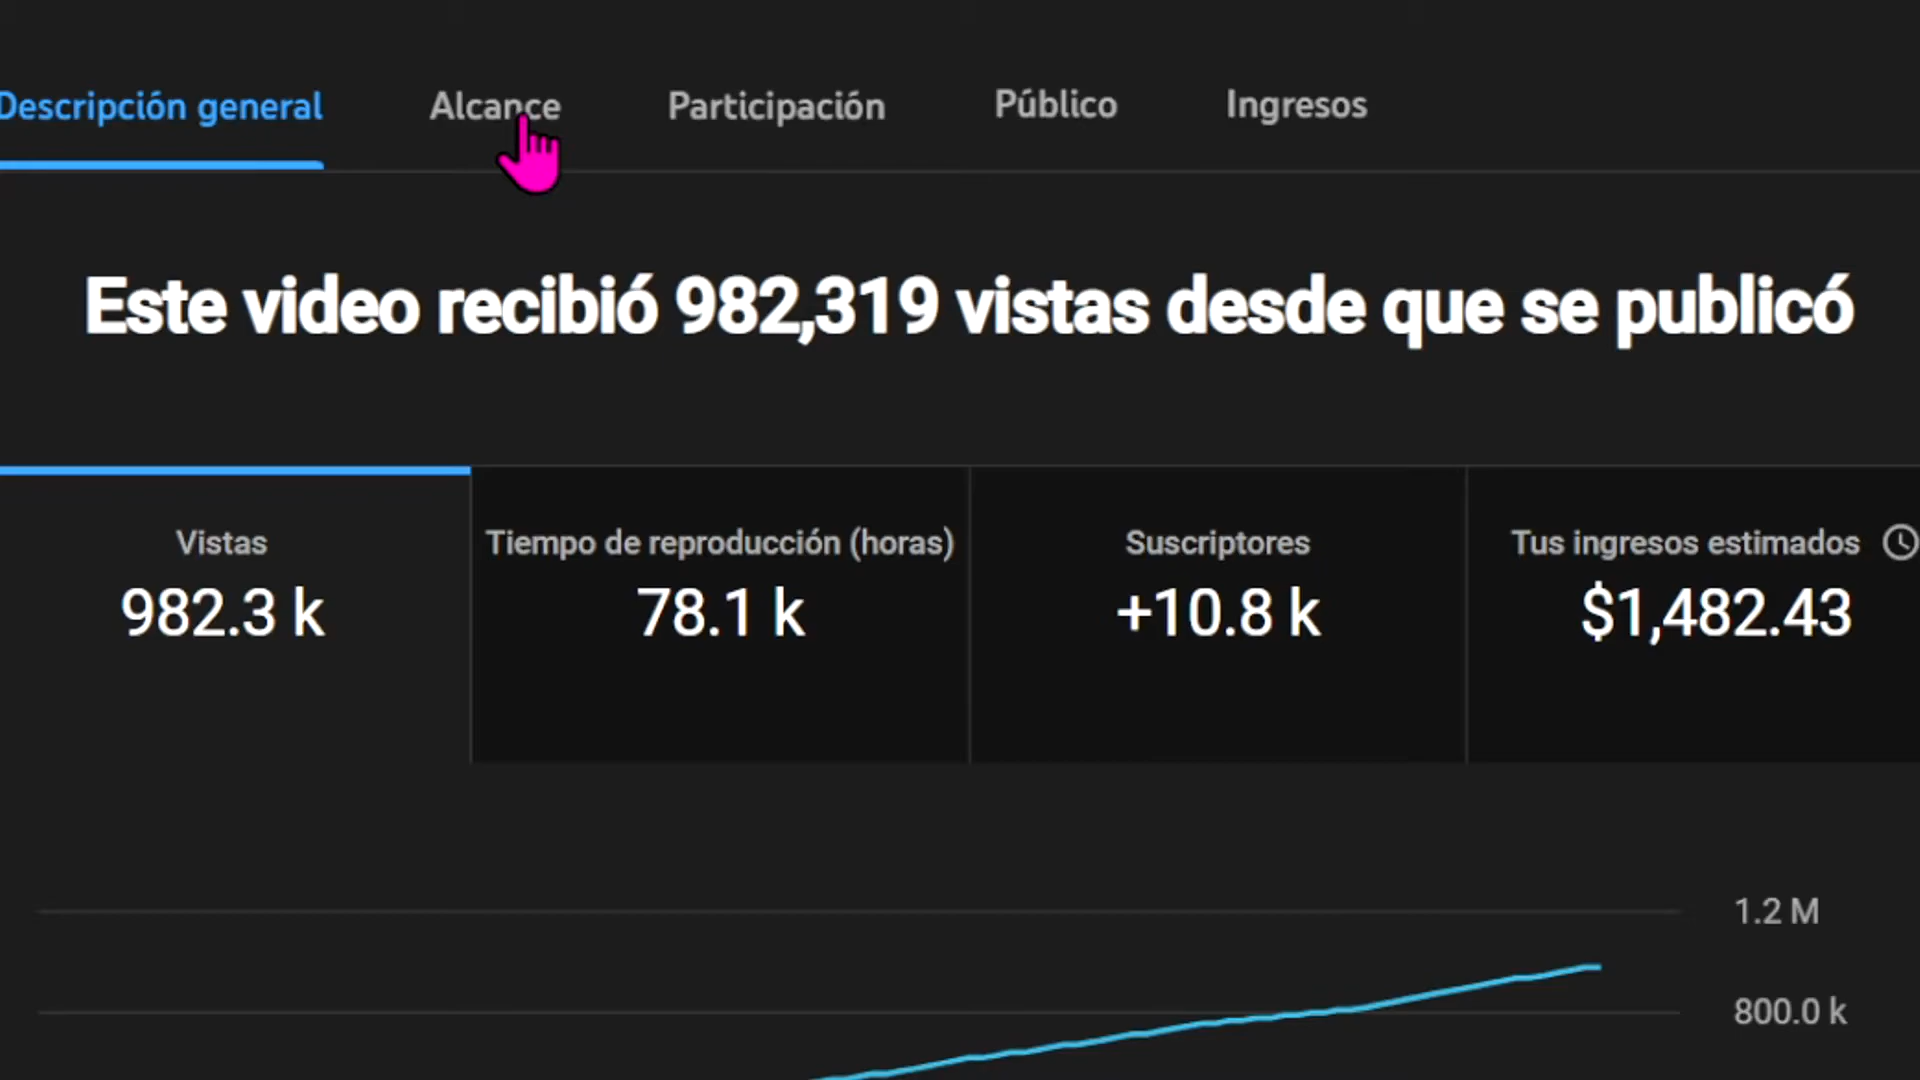 Descripción general Alcance Participación Público Ingresos
Este video recibió 982,319 vistas desde que se publicó
Vistas Tiempo de reproducción (horas) Suscriptores Tus ingresos estimados
982.3 k 78.1 k +10.8 k $1,482.43
1.2 M
800.0 k